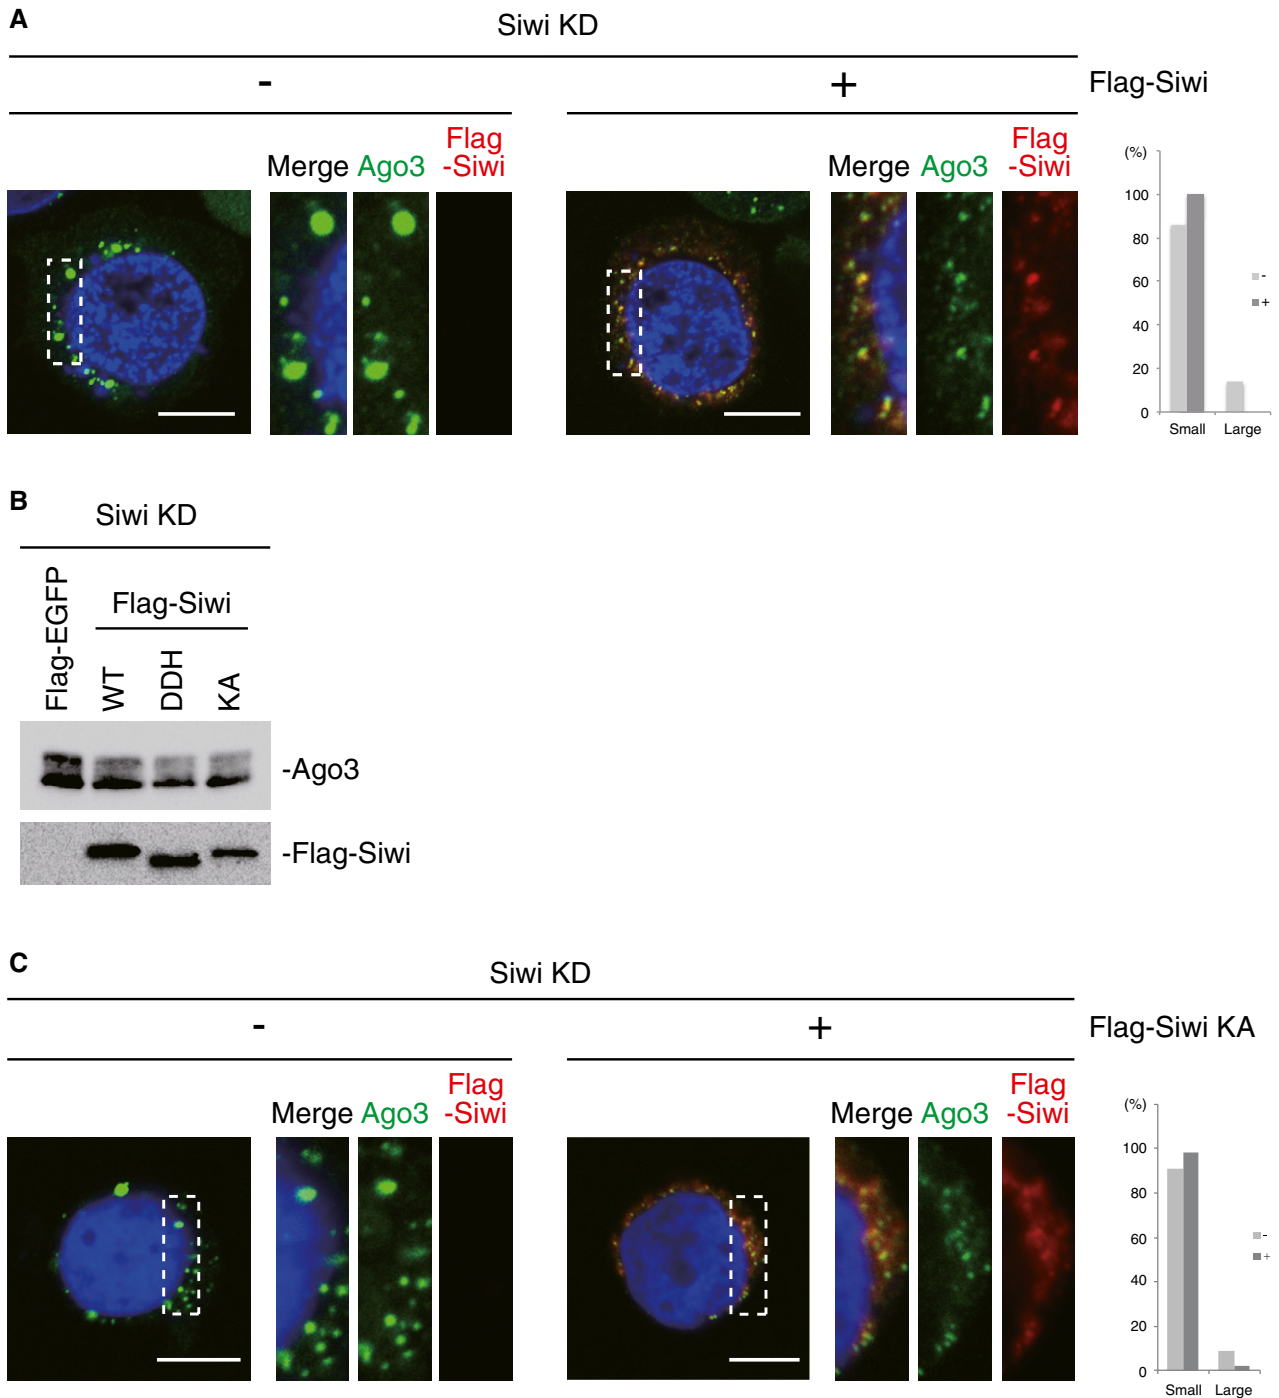 A
Siwi KD
-
+
Flag-Siwi
Merge
Ago3
Flag
-Siwi
Merge
Ago3
Flag
-Siwi
(%)
100
80
60
40
20
0
Small
Large
-
+
B
Siwi KD
Flag-EGFP
Flag-Siwi
WT
DDH
KA
-Ago3
-Flag-Siwi
C
Siwi KD
-
+
Flag-Siwi KA
Merge
Ago3
Flag
-Siwi
Merge
Ago3
Flag
-Siwi
(%)
100
80
60
40
20
0
Small
Large
-
+